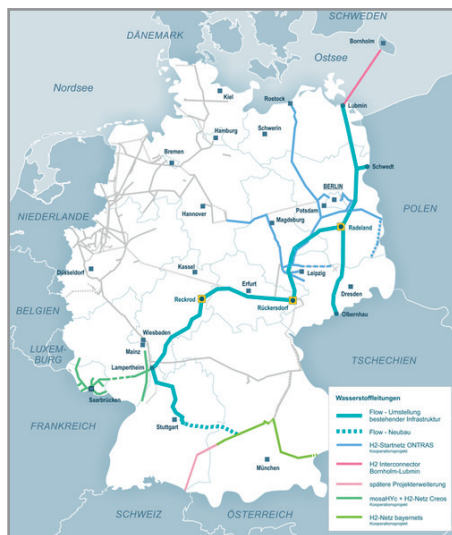 SCHWEDEN
DÄNEMARK
Bornholm
Ostsee
Nordsee
Kiel
Rostock
Lubmin
Hamburg
Schwerin
Bremen
Schwedt
BERLIN
NIEDERLANDE
Hannover
Potsdam
POLEN
Magdeburg
Radeland
Düsseldorf
Kassel
Leipzig
Erfurt
Dresden
Reckrod
Rückersdorf
BELGIEN
Olbernhau
Wiesbaden
LUXEM-
BURG
Mainz
TSCHECHIEN
Lampertheim
Saarbrücken
FRANKREICH
Stuttgart
München
SCHWEIZ
ÖSTERREICH
Wasserstoffleitungen
Flow - Umstellung
bestehender Infrastruktur
Flow - Neubau
H2-Startnetz ONTRAS
Kooperationsprojekt
H2 Interconnector
Bornholm-Lubmin
spätere Projekterweiterung
mosaHYc + H2-Netz Creos
Kooperationsprojekt
H2-Netz bayernets
Kooperationsprojekt